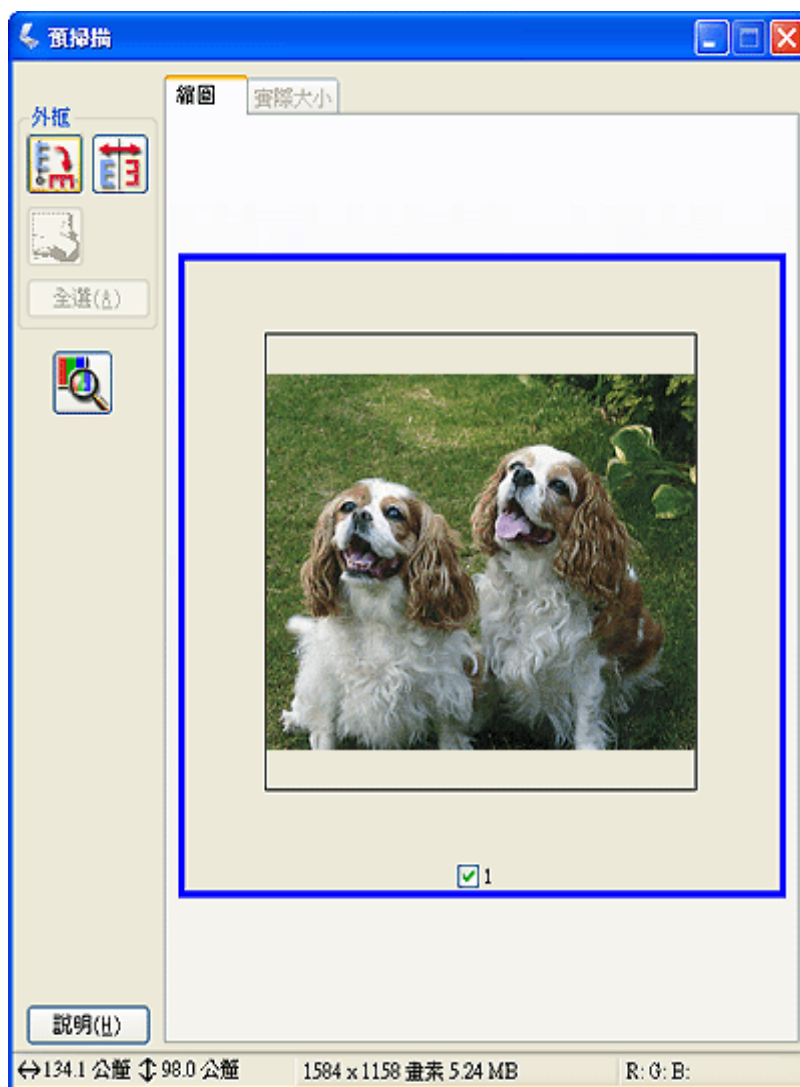 預掃描
縮圖
實際大小
外框
全選(A)
1
說明(H)
134.1 公釐 98.0 公釐
1584 x 1158 畫素 5.24 MB
R: G: B: